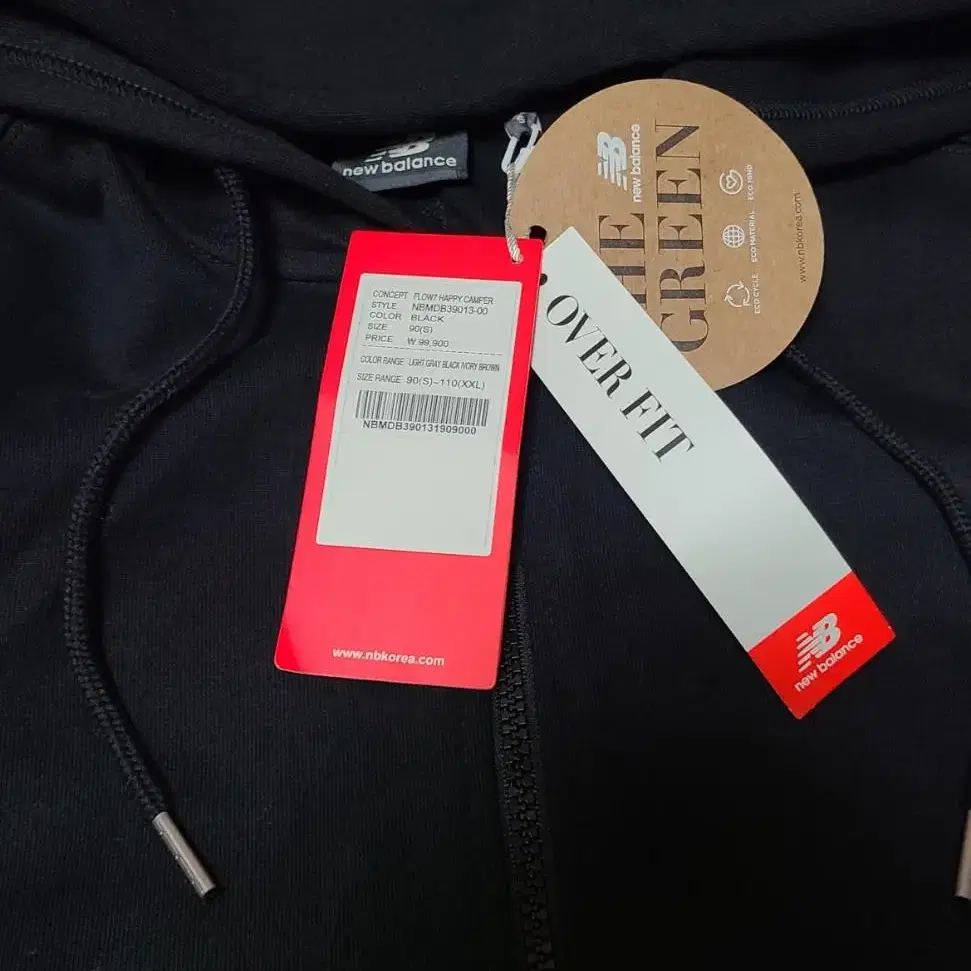 new balance
NB
new balance
THE
GREEN
ECO MIND
ECO MATERIAL
ECO CYCLE
www.nbkorea.com
CONCEPT FLOW7 HAPPY CAMPER
STYLE NBMDB39013-00
COLOR BLACK
SIZE 90(S)
PRICE ₩ 99,900
COLOR RANGE LIGHT GRAY BLACK IVORY BROWN
SIZE RANGE 90(S)~110(XXL)
NBMDB390131909000
www.nbkorea.com
OVER FIT
NB
new balance